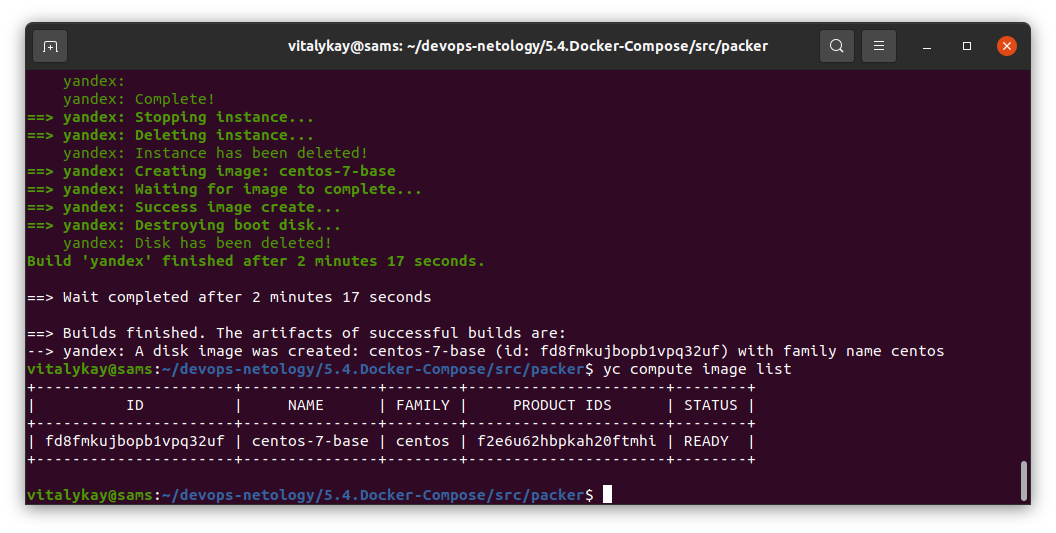 vitalykay@sams: ~/devops-netology/5.4.Docker-Compose/src/packer
    yandex:
    yandex: Complete!
==> yandex: Stopping instance...
==> yandex: Deleting instance...
    yandex: Instance has been deleted!
==> yandex: Creating image: centos-7-base
==> yandex: Waiting for image to complete...
==> yandex: Success image create...
==> yandex: Destroying boot disk...
    yandex: Disk has been deleted!
Build 'yandex' finished after 2 minutes 17 seconds.

==> Wait completed after 2 minutes 17 seconds

==> Builds finished. The artifacts of successful builds are:
--> yandex: A disk image was created: centos-7-base (id: fd8fmkujbopb1vpq32uf) with family name centos
vitalykay@sams:~/devops-netology/5.4.Docker-Compose/src/packer$ yc compute image list
+----------------------+---------------+--------+----------------------+--------+
|          ID          |     NAME      | FAMILY |     PRODUCT IDS      | STATUS |
+----------------------+---------------+--------+----------------------+--------+
| fd8fmkujbopb1vpq32uf | centos-7-base | centos | f2e6u62hbpkah20ftmhi | READY  |
+----------------------+---------------+--------+----------------------+--------+

vitalykay@sams:~/devops-netology/5.4.Docker-Compose/src/packer$